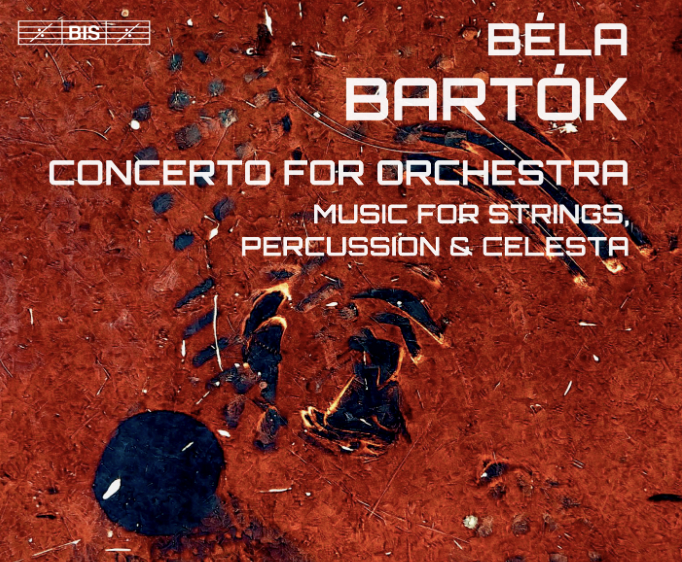 BIS
BÉLA
BARTÓK
CONCERTO FOR ORCHESTRA
MUSIC FOR STRINGS,
PERCUSSION & CELESTA